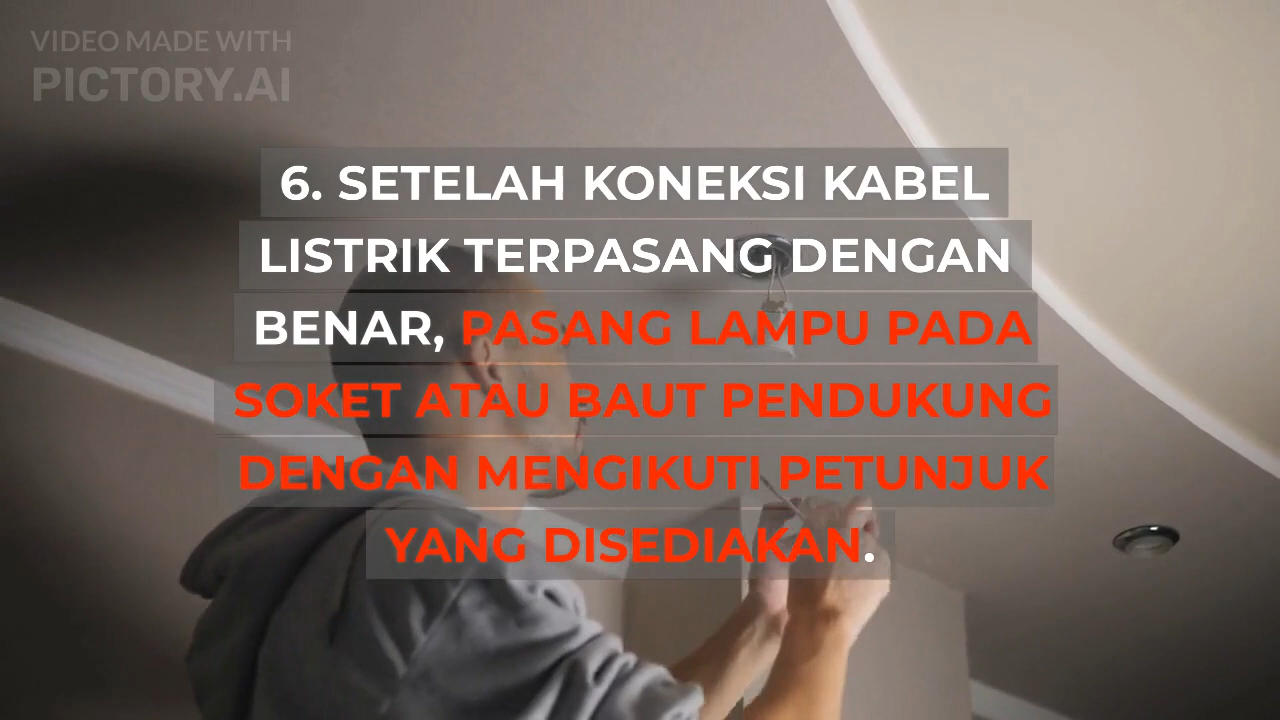 VIDEO MADE WITH
PICTORY.AI
6. SETELAH KONEKSI KABEL
LISTRIK TERPASANG DENGAN
BENAR, PASANG LAMPU PADA
SOKET ATAU BAUT PENDUKUNG
DENGAN MENGIKUTI PETUNJUK
YANG DISEDIAKAN.